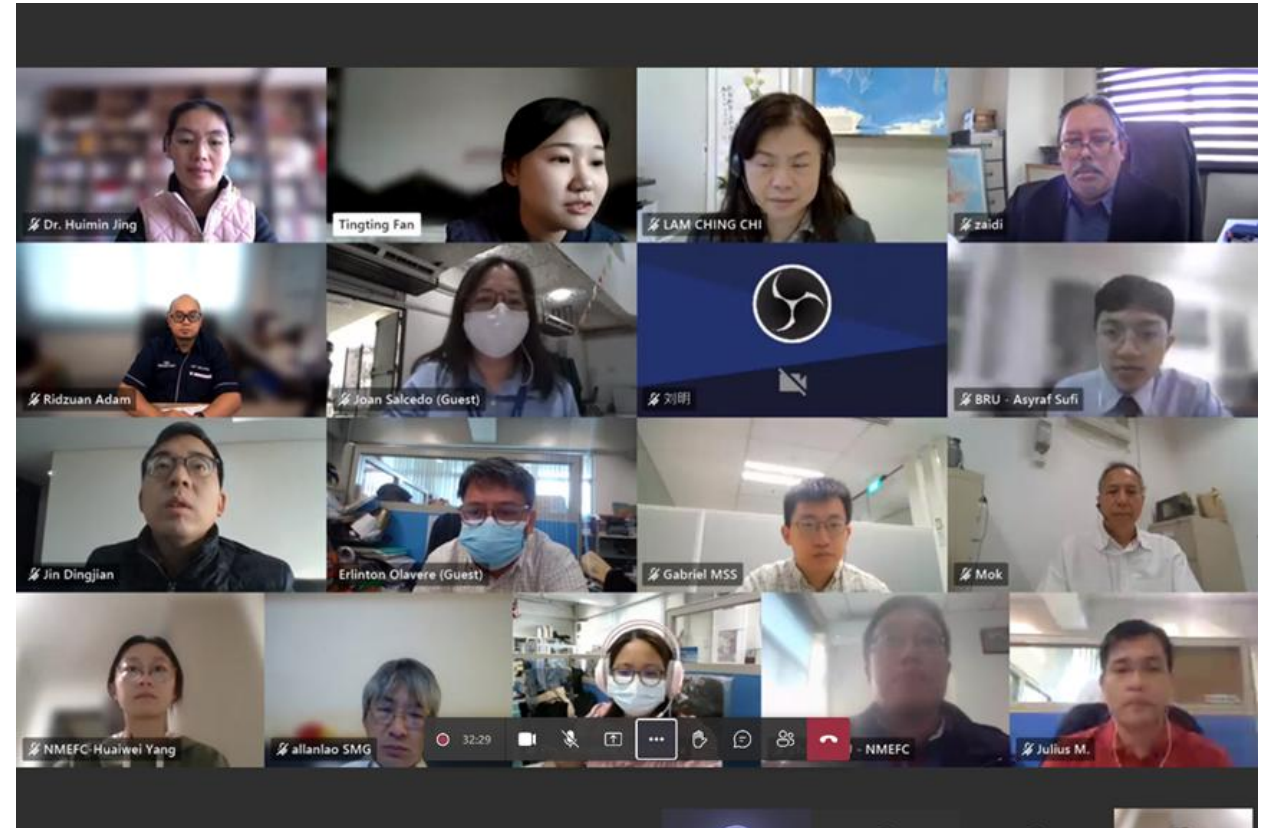 Dr. Huimin Jing
Tingting Fan
LAM CHING CHI
zaidi
Ridzuan Adam
Joan Salcedo (Guest)
刘明
BRU - Asyraf Sufi
Jin Dingjian
Erlinton Olavere (Guest)
Gabriel MSS
Mok
NMEFC-Huaiwei Yang
allanlao SMG
32:29
- NMEFC
Julius M.